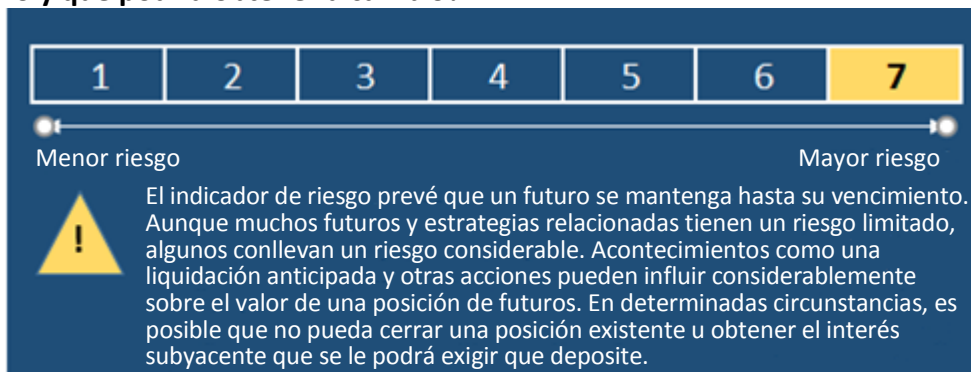 1 2 3 4 5 6 7
Menor riesgo Mayor riesgo
! El indicador de riesgo prevé que un futuro se mantenga hasta su vencimiento.
Aunque muchos futuros y estrategias relacionadas tienen un riesgo limitado,
algunos conllevan un riesgo considerable. Acontecimientos como una
liquidación anticipada y otras acciones pueden influir considerablemente
sobre el valor de una posición de futuros. En determinadas circunstancias, es
posible que no pueda cerrar una posición existente u obtener el interés
subyacente que se le podrá exigir que deposite.